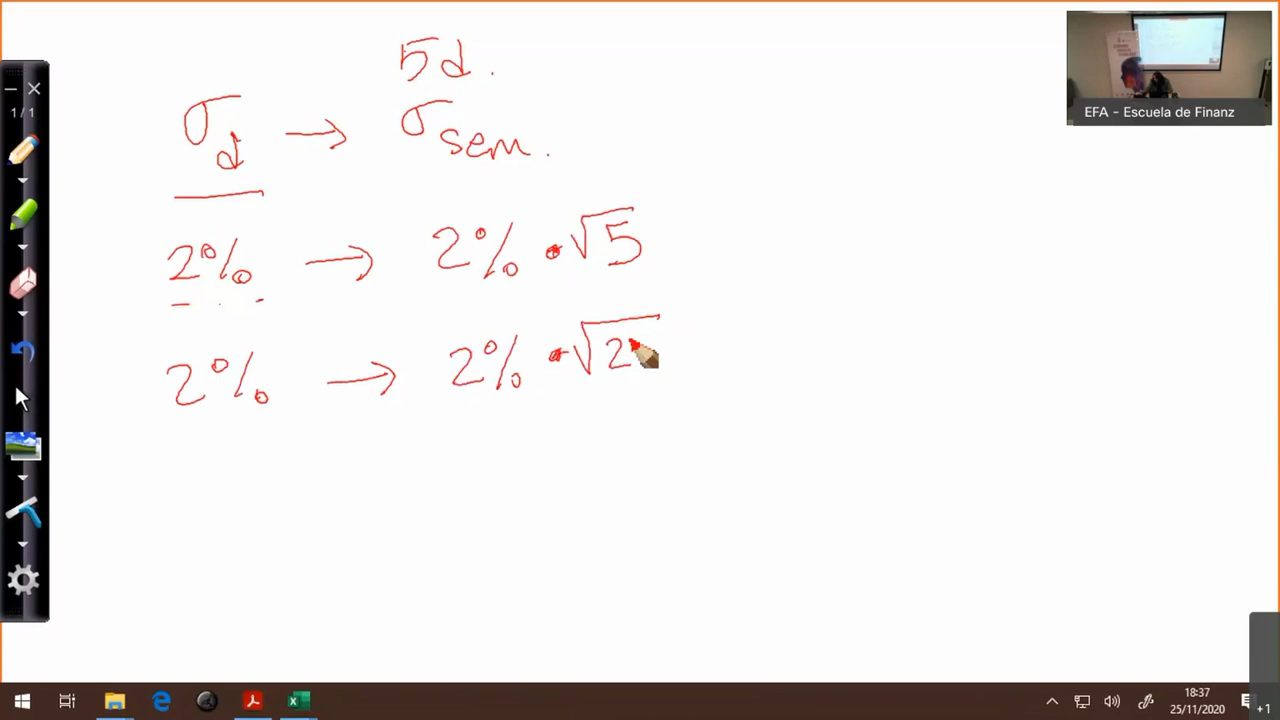 5d.
σd → σsem.
2% → 2% · √5
2% → 2% · √2
1/1
EFA - Escuela de Finanz
18:37
25/11/2020
+1